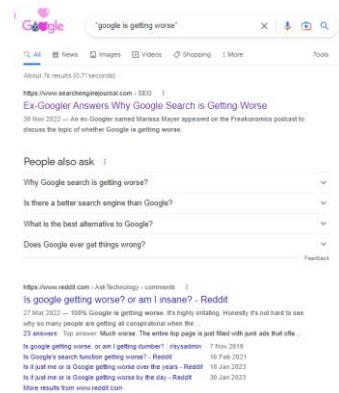 Google
"google is getting worse"
All News Images Videos Shopping More Tools
About 76 results (0.71 seconds)
https://www.searchenginejournal.com › SEO
Ex-Googler Answers Why Google Search is Getting Worse
30 Nov 2022 — An ex-Googler named Marissa Mayer appeared on the Freakonomics podcast to
discuss the topic of whether Google is getting worse.
People also ask
Why Google search is getting worse?
Is there a better search engine than Google?
What is the best alternative to Google?
Does Google ever get things wrong?
Feedback
https://www.reddit.com › AskTechnology › comments
Is google getting worse? or am I insane? - Reddit
27 Mar 2022 — 100% Google is getting worse. It's highly irritating. Honestly it's not hard to see
why so many people are getting all conspiratorial when the ...
23 answers · Top answer: Much worse. The entire top page is just filled with junk ads that ofte...
Is google getting worse, or am I getting dumber? : r/sysadmin 7 Nov 2019
Is Google's search function getting worse? - Reddit 16 Feb 2021
Is it just me or is Google getting worse over the years - Reddit 18 Jan 2023
Is it just me or is Google getting worse by the day - Reddit 30 Jan 2023
More results from www.reddit.com